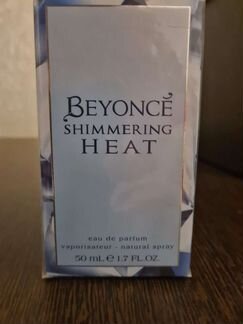 BEYONCÉ
SHIMMERING
HEAT
eau de parfum
vaporisateur - natural spray
50 mL ℮ 1.7 FL.OZ.